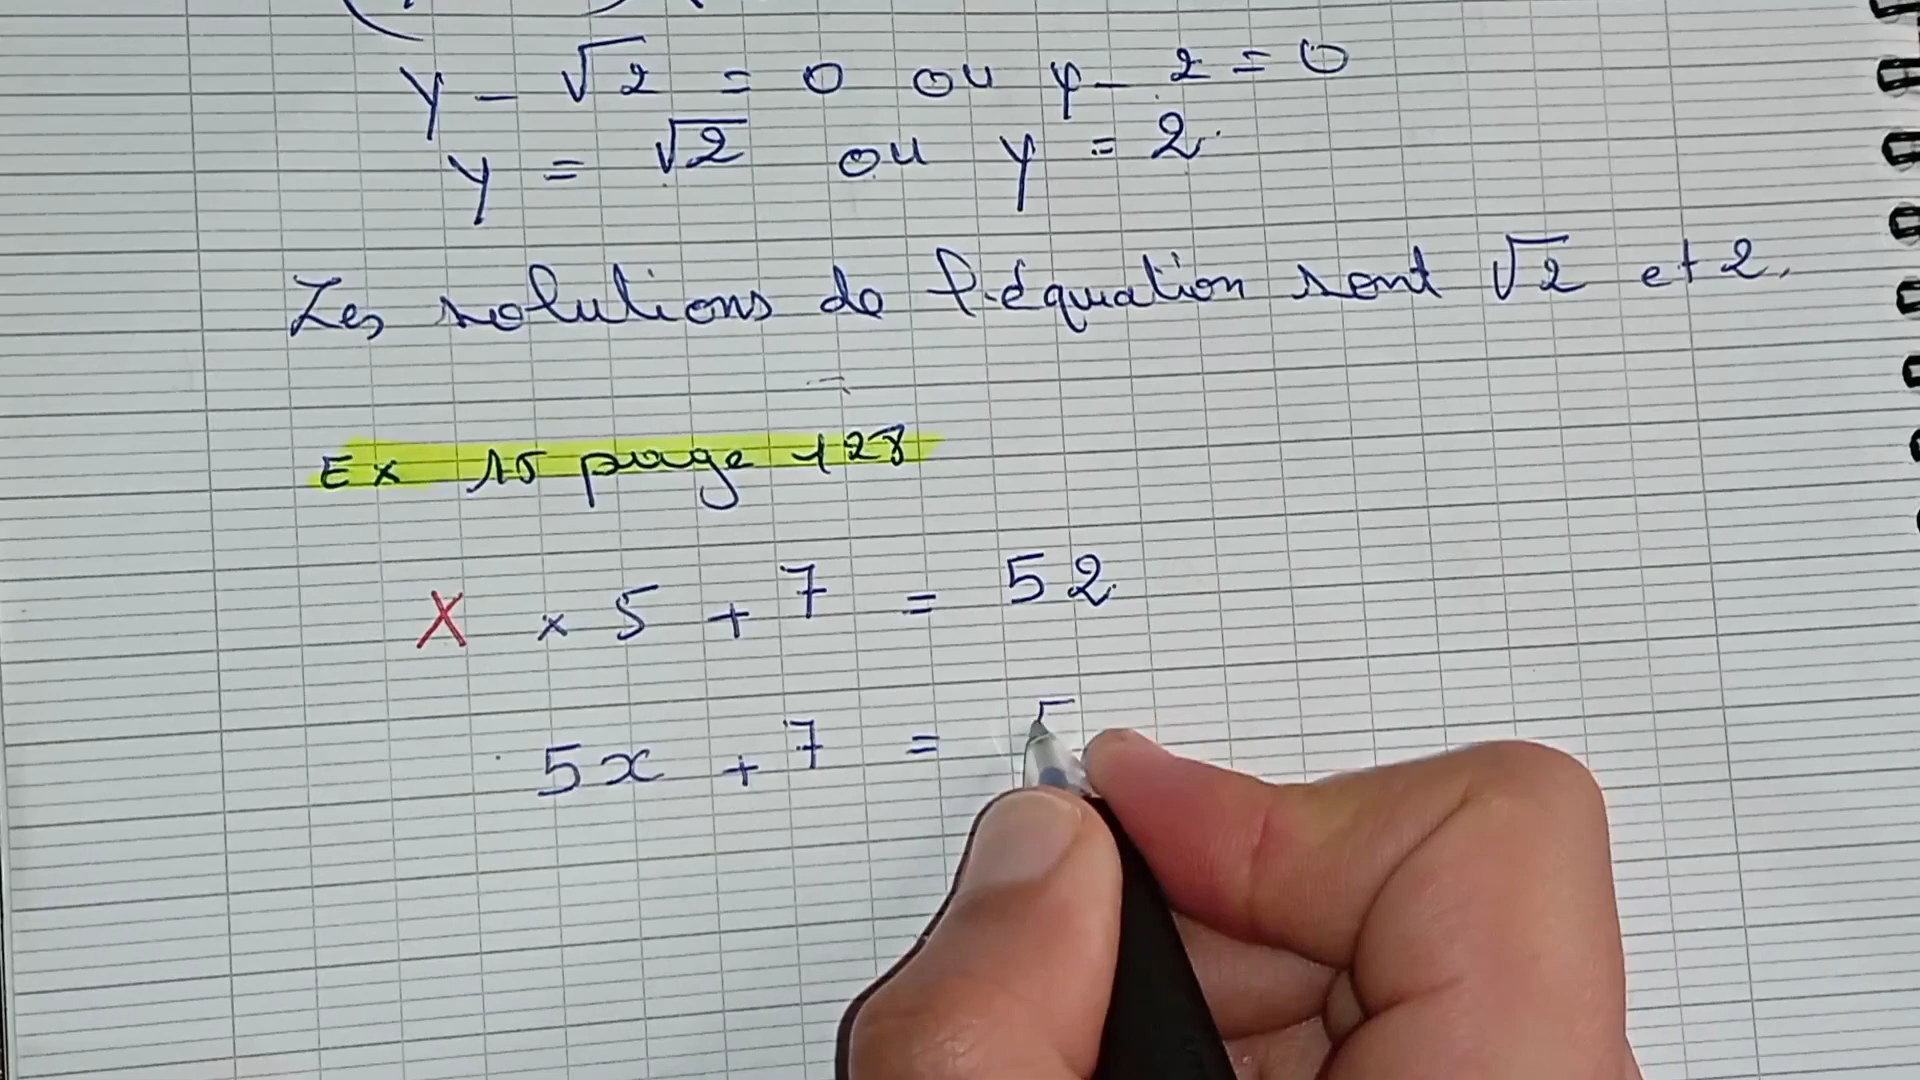 y - √2 = 0 ou y - 2 = 0
y = √2 ou y = 2
Les solutions de l'équation sont √2 et 2.
Ex 15 page 128
X × 5 + 7 = 52
5x + 7 = 5